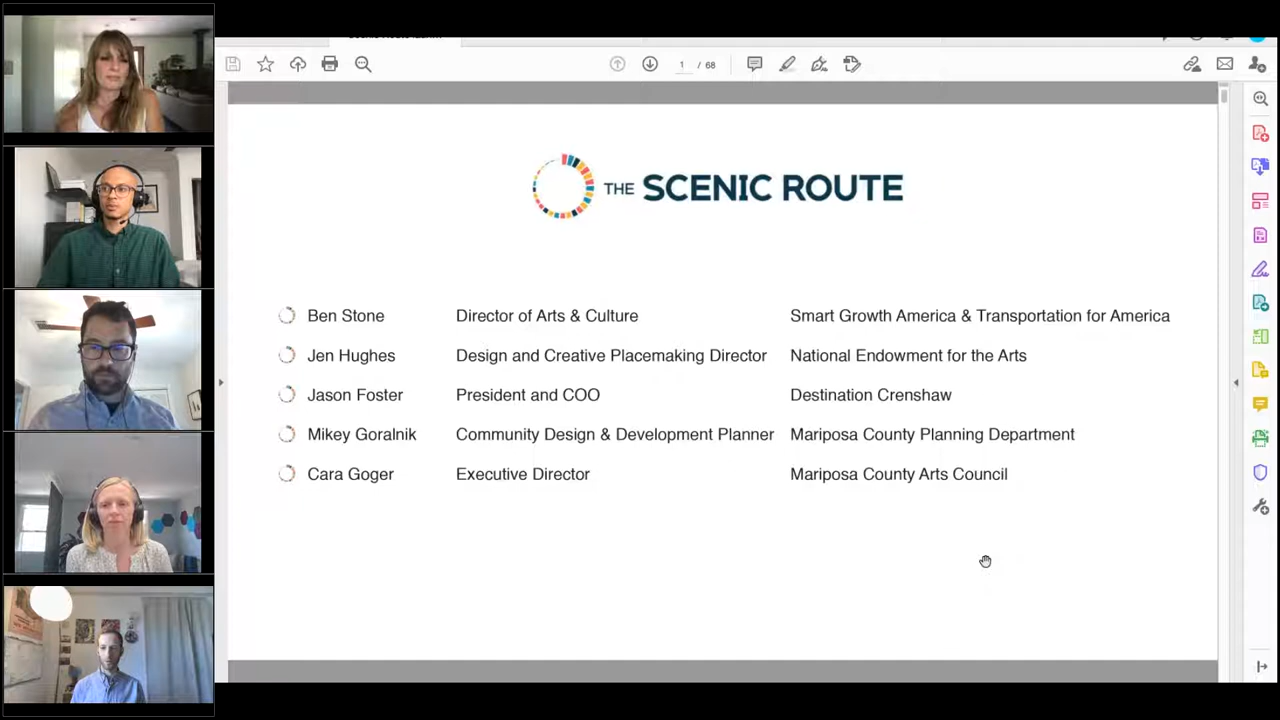 1 / 68
THE SCENIC ROUTE
Ben Stone Director of Arts & Culture Smart Growth America & Transportation for America
Jen Hughes Design and Creative Placemaking Director National Endowment for the Arts
Jason Foster President and COO Destination Crenshaw
Mikey Goralnik Community Design & Development Planner Mariposa County Planning Department
Cara Goger Executive Director Mariposa County Arts Council